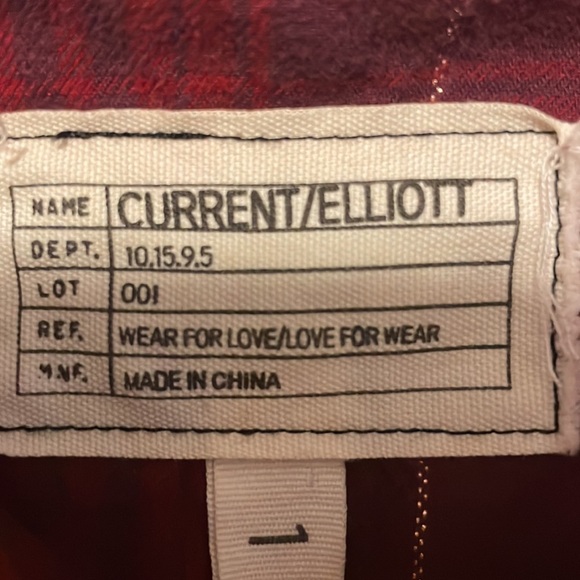 NAME CURRENT/ELLIOTT
DEPT. 10.15.9.5
LOT 001
REF. WEAR FOR LOVE/LOVE FOR WEAR
MNF. MADE IN CHINA
1